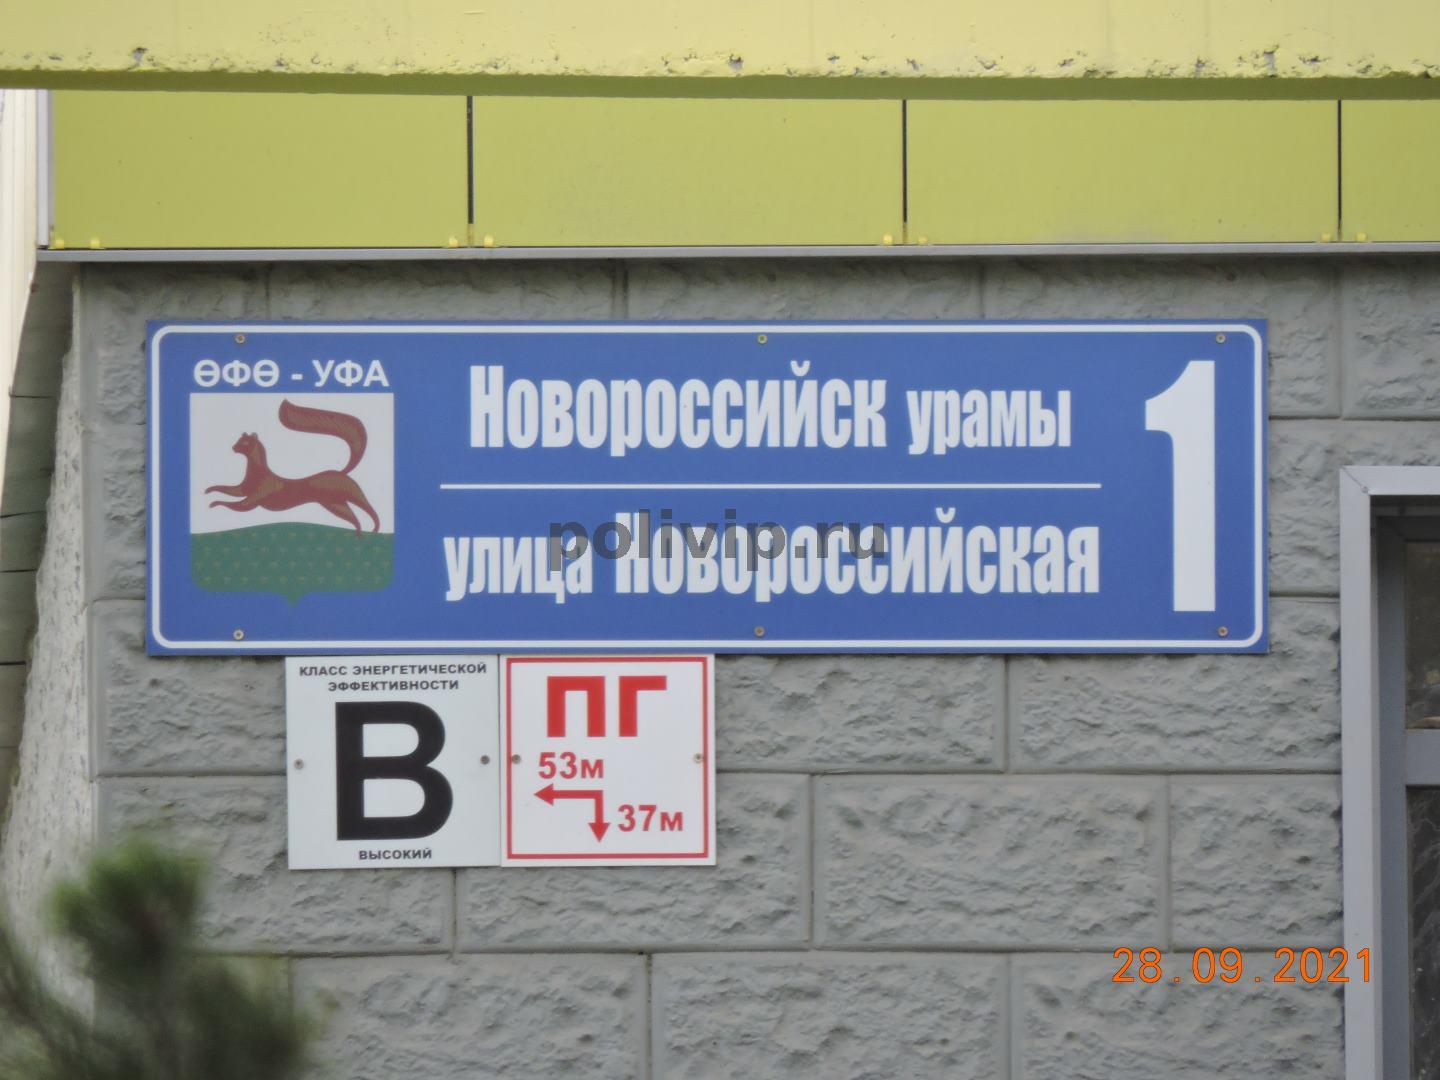 ӨФӨ - УФА
Новороссийск урамы
улица Новороссийская
1
polivip.ru
КЛАСС ЭНЕРГЕТИЧЕСКОЙ
ЭФФЕКТИВНОСТИ
В
ВЫСОКИЙ
ПГ
53м
37м
28.09.2021